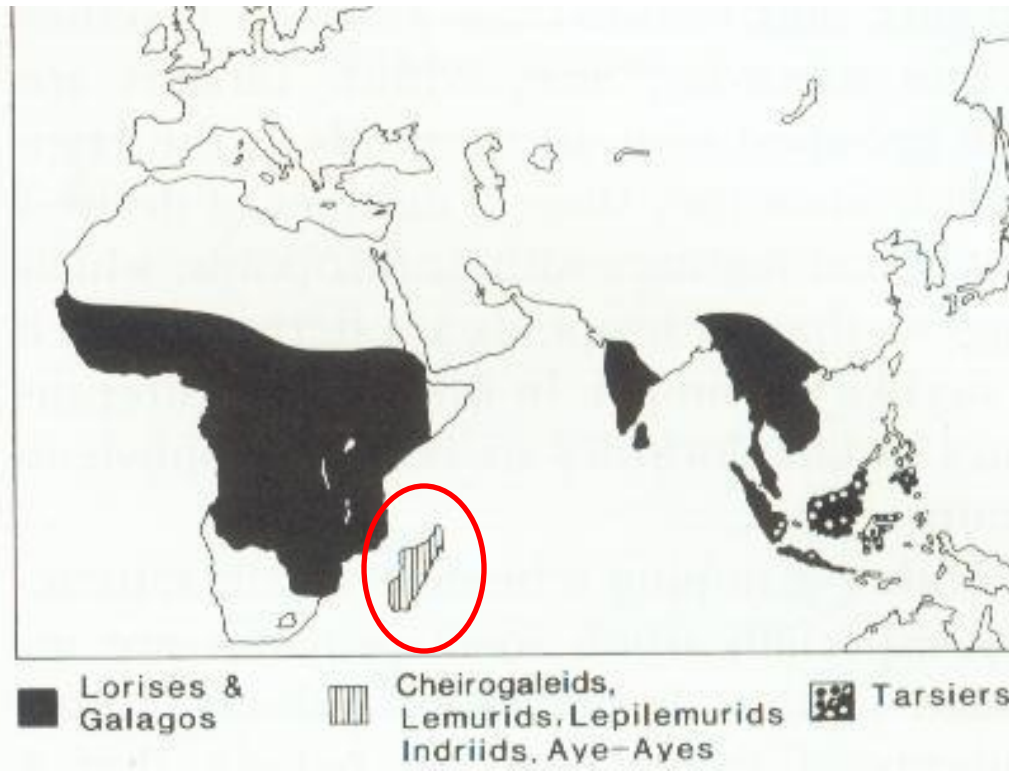 Lorises &
Galagos
Cheirogaleids,
Lemurids, Lepilemurids
Indriids, Aye-Ayes
Tarsiers